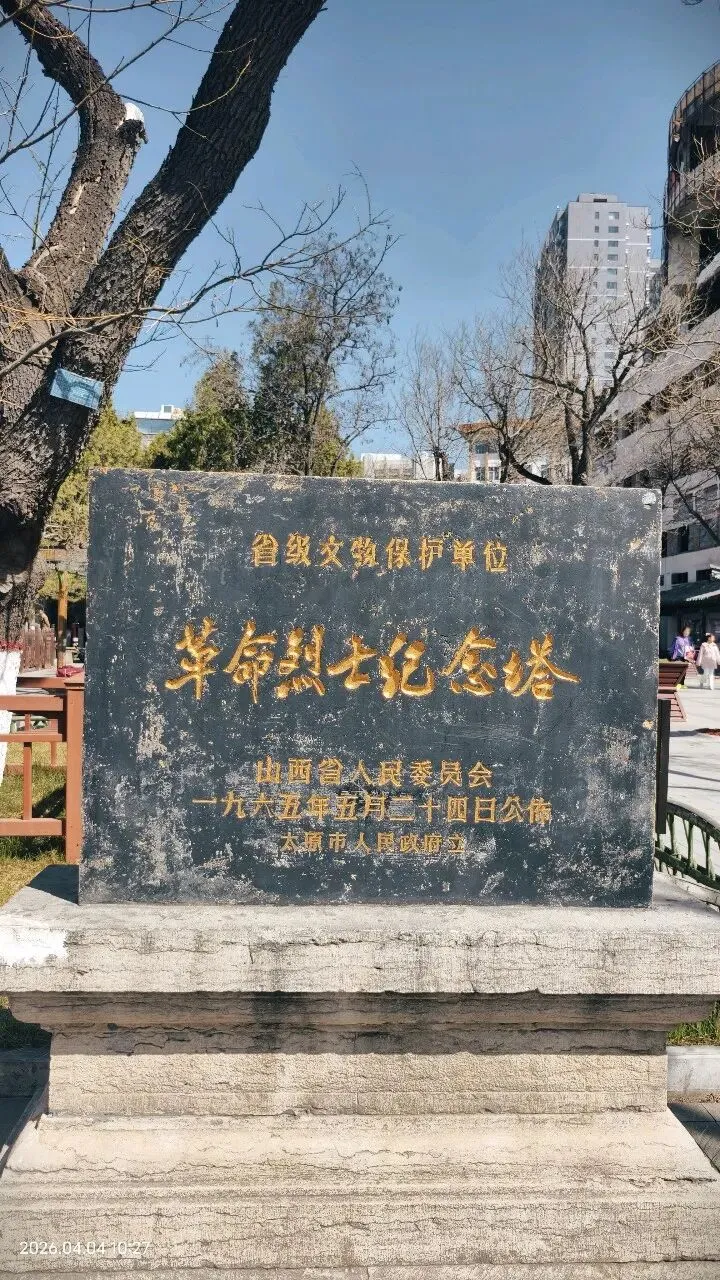 省级文物保护单位
革命烈士纪念塔
山西省人民委员会
一九六五年五月二十四日公佈
太原市人民政府立
2026.04.04 10:27